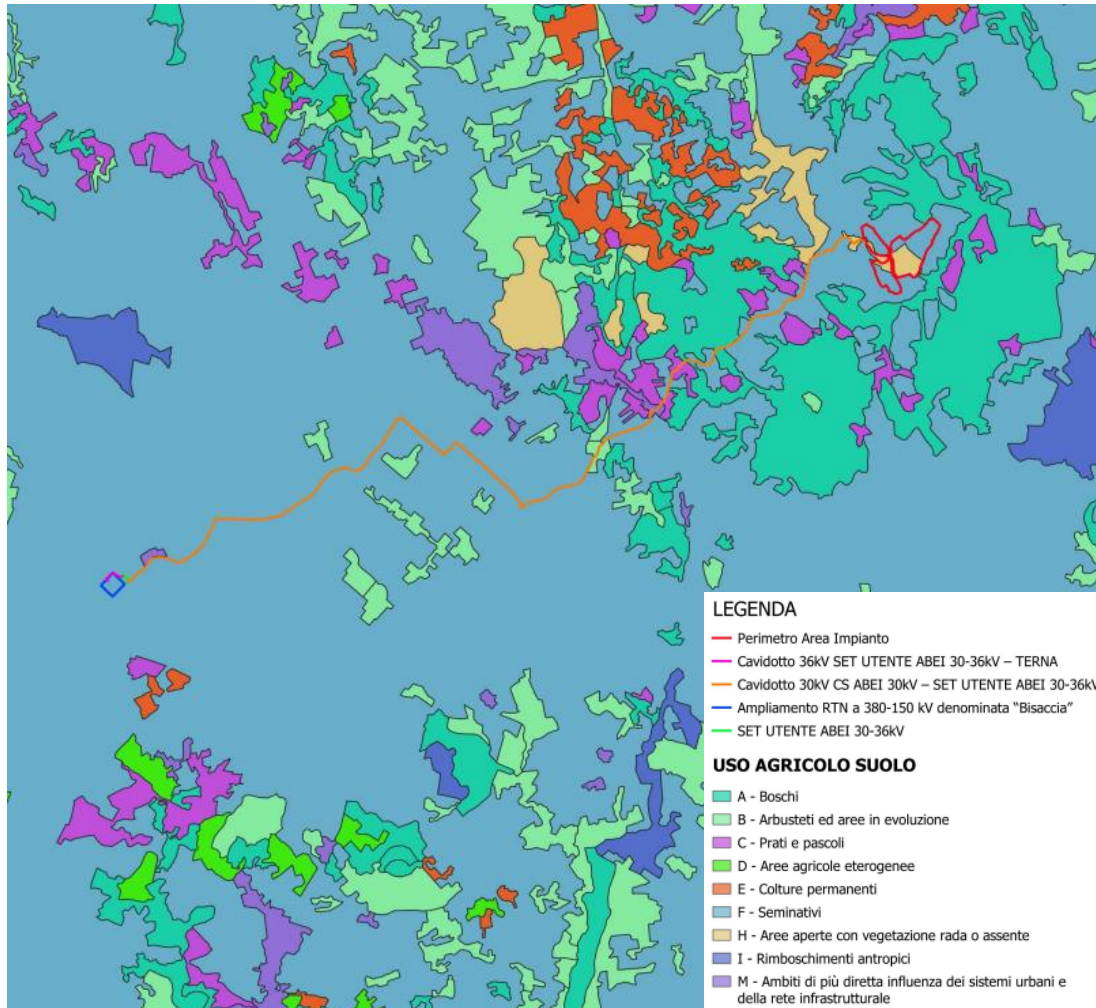 LEGENDA
Perimetro Area Impianto
Cavidotto 36kV SET UTENTE ABEI 30-36kV – TERNA
Cavidotto 30kV CS ABEI 30kV – SET UTENTE ABEI 30-36kV
Ampliamento RTN a 380-150 kV denominata “Bisaccia”
SET UTENTE ABEI 30-36kV
USO AGRICOLO SUOLO
A - Boschi
B - Arbusteti ed aree in evoluzione
C - Prati e pascoli
D - Aree agricole eterogenee
E - Colture permanenti
F - Seminativi
H - Aree aperte con vegetazione rada o assente
I - Rimboschimenti antropici
M - Ambiti di più diretta influenza dei sistemi urbani e
della rete infrastrutturale